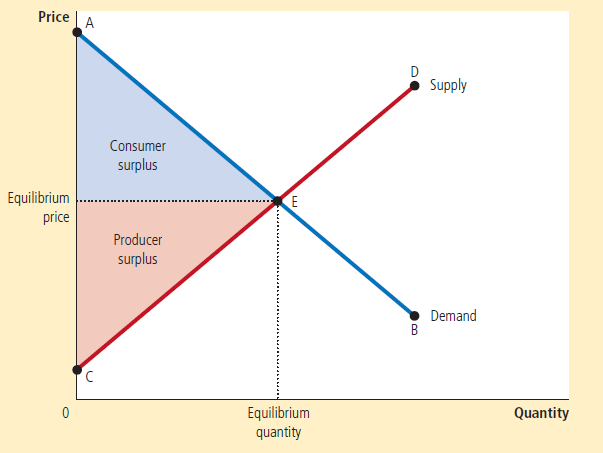 Price
A
D
Supply
Consumer
surplus
Equilibrium
price
E
Producer
surplus
Demand
B
C
0
Equilibrium
quantity
Quantity